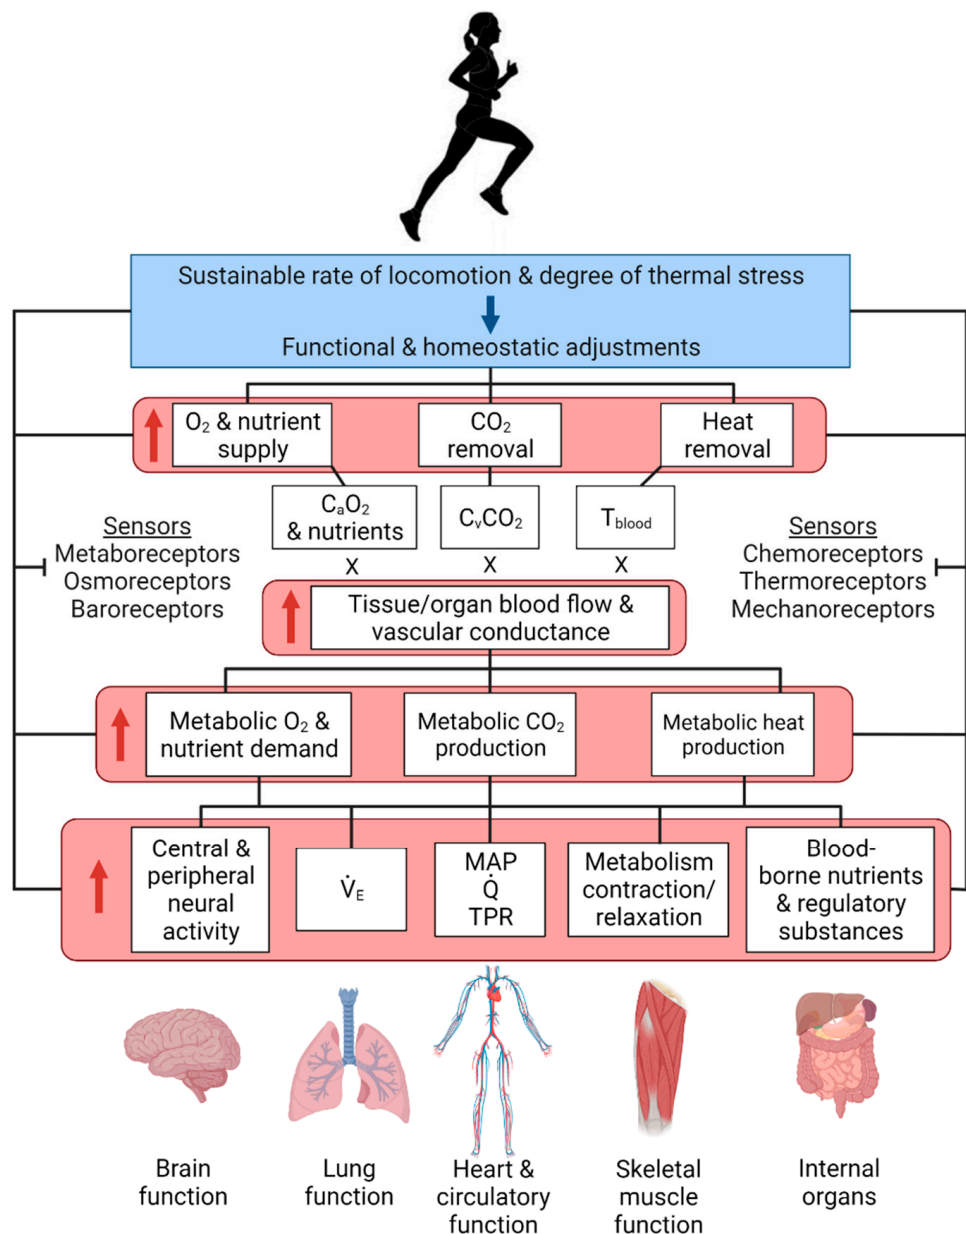 Sustainable rate of locomotion & degree of thermal stress
Functional & homeostatic adjustments
O₂ & nutrient
supply
CO₂
removal
Heat
removal
CₐO₂
& nutrients
CᵥCO₂
T_blood
X
X
X
Sensors
Metaboreceptors
Osmoreceptors
Baroreceptors
Sensors
Chemoreceptors
Thermoreceptors
Mechanoreceptors
Tissue/organ blood flow &
vascular conductance
Metabolic O₂ &
nutrient demand
Metabolic CO₂
production
Metabolic heat
production
Central &
peripheral
neural
activity
V̇_E
MAP
Q̇
TPR
Metabolism
contraction/
relaxation
Blood-
borne nutrients
& regulatory
substances
Brain
function
Lung
function
Heart &
circulatory
function
Skeletal
muscle
function
Internal
organs